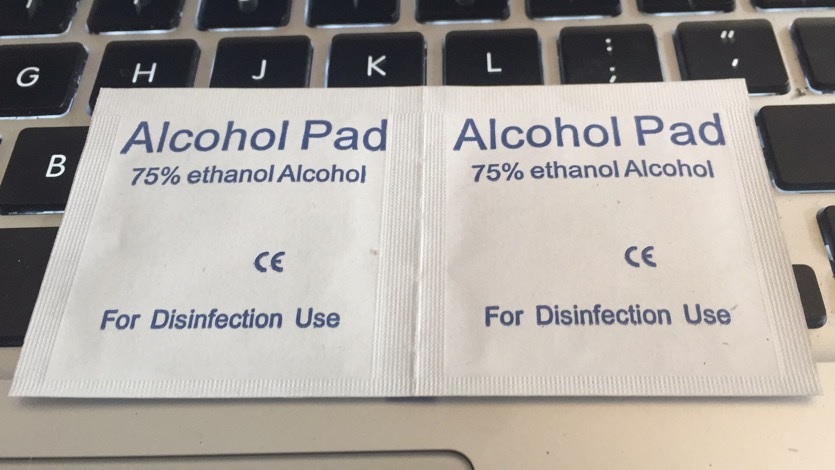 G H J K L : ;  " '
B
Alcohol Pad
75% ethanol Alcohol
CE
For Disinfection Use
Alcohol Pad
75% ethanol Alcohol
CE
For Disinfection Use